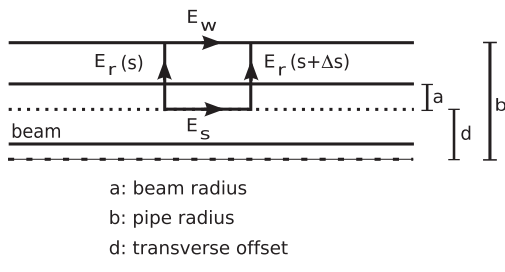 E_w
E_r (s)
E_r (s+Δs)
a
b
E_s
beam
d
a: beam radius
b: pipe radius
d: transverse offset